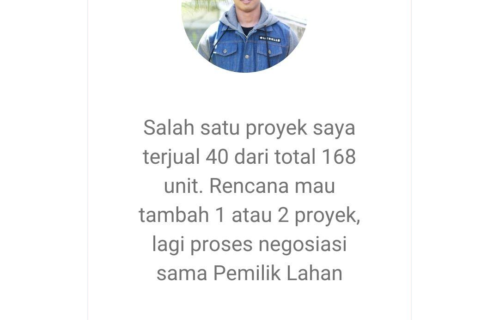 Salah satu proyek saya
terjual 40 dari total 168
unit. Rencana mau
tambah 1 atau 2 proyek,
lagi proses negosiasi
sama Pemilik Lahan